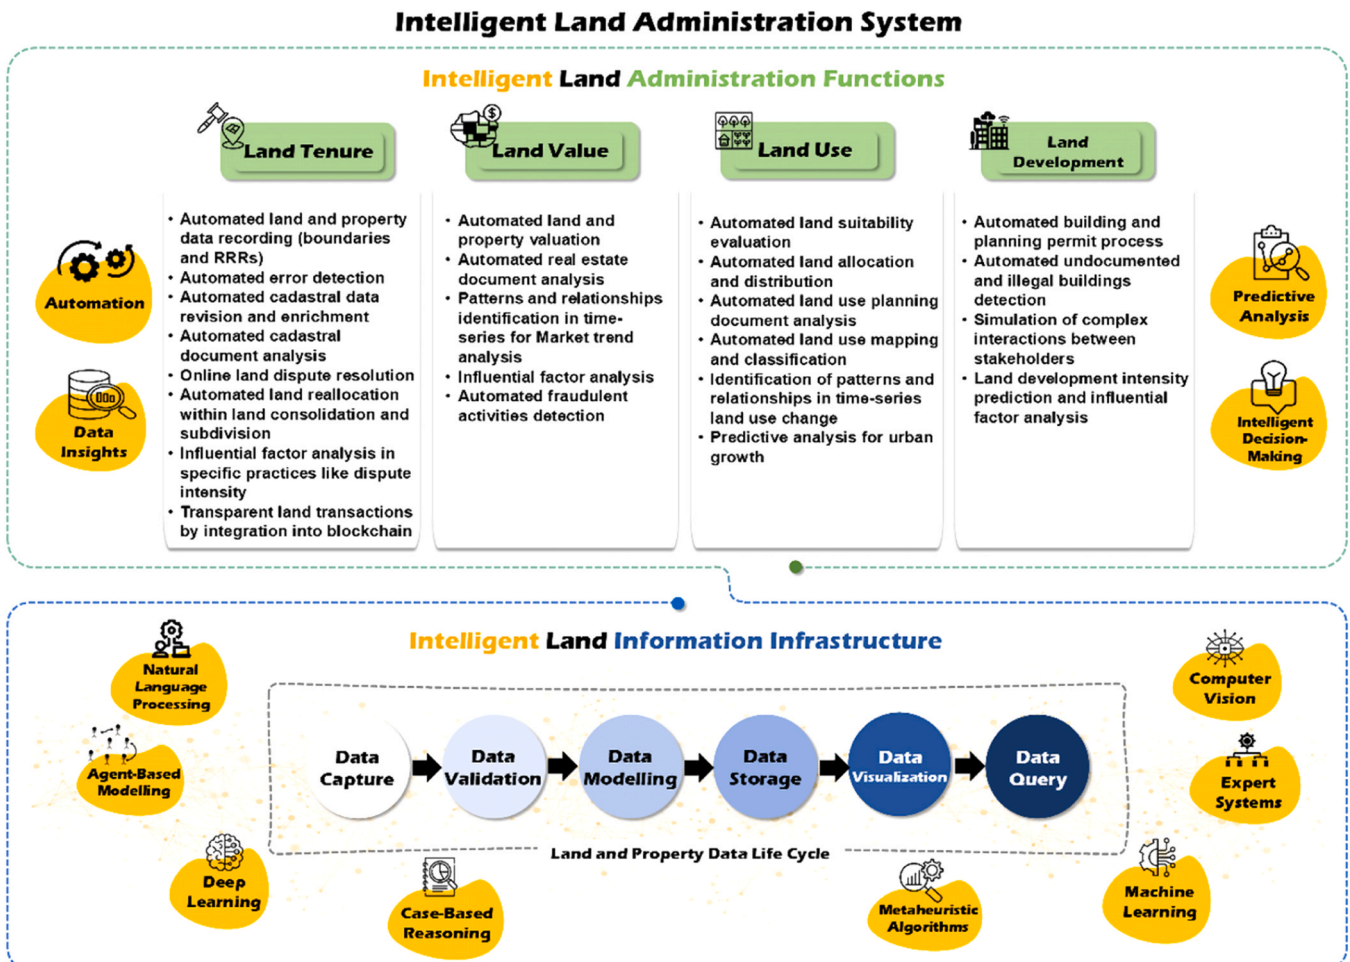 Intelligent Land Administration System
Intelligent Land Administration Functions
Land Tenure
Land Value
Land Use
Land
Development
Automation
Data
Insights
• Automated land and property
data recording (boundaries
and RRRs)
• Automated error detection
• Automated cadastral data
revision and enrichment
• Automated cadastral
document analysis
• Online land dispute resolution
• Automated land reallocation
within land consolidation and
subdivision
• Influential factor analysis in
specific practices like dispute
intensity
• Transparent land transactions
by integration into blockchain
• Automated land and
property valuation
• Automated real estate
document analysis
• Patterns and relationships
identification in time-
series for Market trend
analysis
• Influential factor analysis
• Automated fraudulent
activities detection
• Automated land suitability
evaluation
• Automated land allocation
and distribution
• Automated land use planning
document analysis
• Automated land use mapping
and classification
• Identification of patterns and
relationships in time-series
land use change
• Predictive analysis for urban
growth
• Automated building and
planning permit process
• Automated undocumented
and illegal buildings
detection
• Simulation of complex
interactions between
stakeholders
• Land development intensity
prediction and influential
factor analysis
Predictive
Analysis
Intelligent
Decision-
Making
Intelligent Land Information Infrastructure
Natural
Language
Processing
Agent-Based
Modelling
Deep
Learning
Case-Based
Reasoning
Data
Capture
Data
Validation
Data
Modelling
Data
Storage
Data
Visualization
Data
Query
Land and Property Data Life Cycle
Computer
Vision
Expert
Systems
Machine
Learning
Metaheuristic
Algorithms